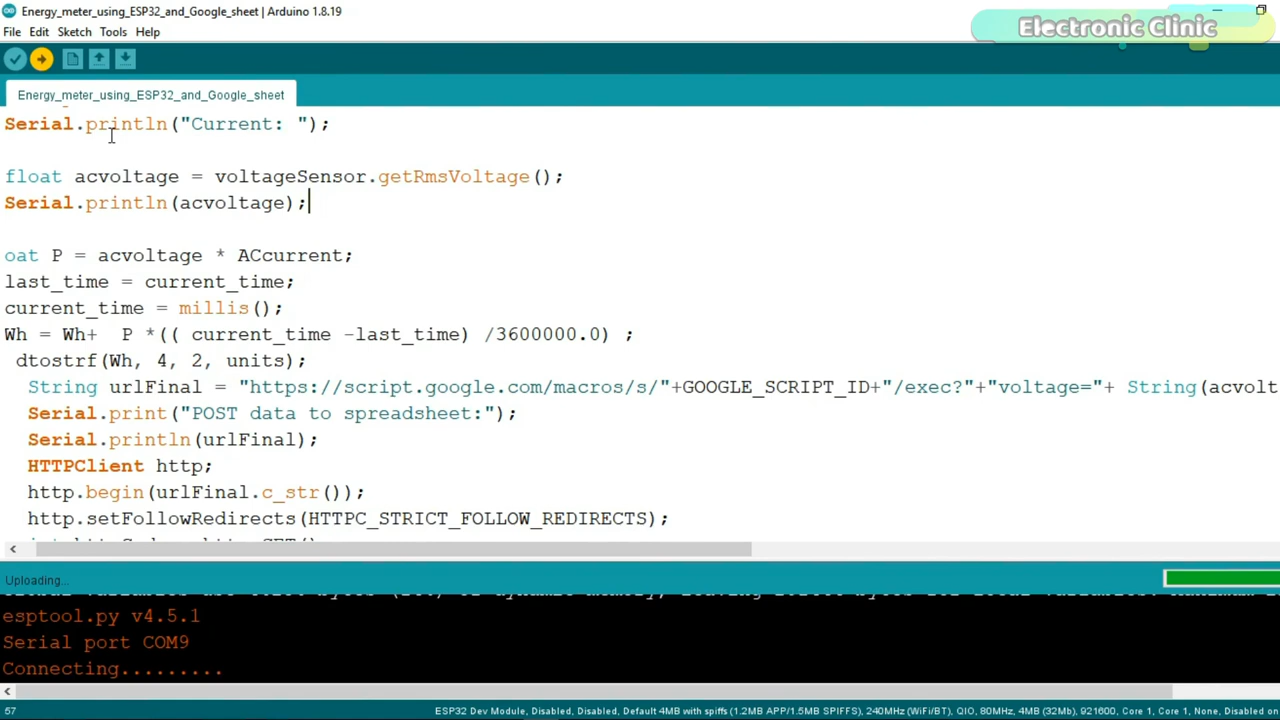 Energy_meter_using_ESP32_and_Google_sheet | Arduino 1.8.19
Electronic Clinic
File Edit Sketch Tools Help
Energy_meter_using_ESP32_and_Google_sheet
Serial.println("Current: ");
float acvoltage = voltageSensor.getRmsVoltage();
Serial.println(acvoltage);
oat P = acvoltage * ACcurrent;
last_time = current_time;
current_time = millis();
Wh = Wh+  P *(( current_time -last_time) /3600000.0) ;
dtostrf(Wh, 4, 2, units);
String urlFinal = "https://script.google.com/macros/s/"+GOOGLE_SCRIPT_ID+"/exec?"+"voltage="+ String(acvolt
Serial.print("POST data to spreadsheet:");
Serial.println(urlFinal);
HTTPClient http;
http.begin(urlFinal.c_str());
http.setFollowRedirects(HTTPC_STRICT_FOLLOW_REDIRECTS);
Uploading...
esptool.py v4.5.1
Serial port COM9
Connecting.........
57
ESP32 Dev Module, Disabled, Disabled, Default 4MB with spiffs (1.2MB APP/1.5MB SPIFFS), 240MHz (WiFi/BT), QIO, 80MHz, 4MB (32Mb), 921600, Core 1, Core 1, None, Disabled on